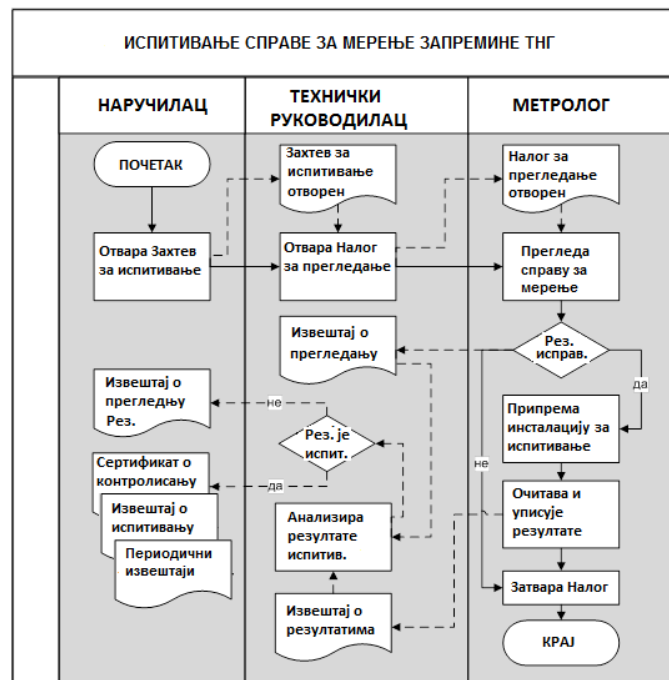 ИСПИТИВАЊЕ СПРАВЕ ЗА МЕРЕЊЕ ЗАПРЕМИНЕ ТНГ
НАРУЧИЛАЦ
ТЕХНИЧКИ
РУКОВОДИЛАЦ
МЕТРОЛОГ
ПОЧЕТАК
Захтев за
испитивање
отворен
Налог за
прегледање
отворен
Отвара Захтев
за испитивање
Отвара Налог
за прегледање
Прегледа
справу за
мерење
Извештај о
прегледању
Рез.
исправ.
да
не
Извештај о
прегледњу
Рез.
не
Рез. је
испит.
да
Припрема
инсталацију за
испитивање
Сертификат о
контролисању
Извештај о
испитивању
Периодични
извештаји
Анализира
резултате
испитив.
Очитава и
уписује
резултате
Извештај о
резултатима
Затвара Налог
КРАЈ